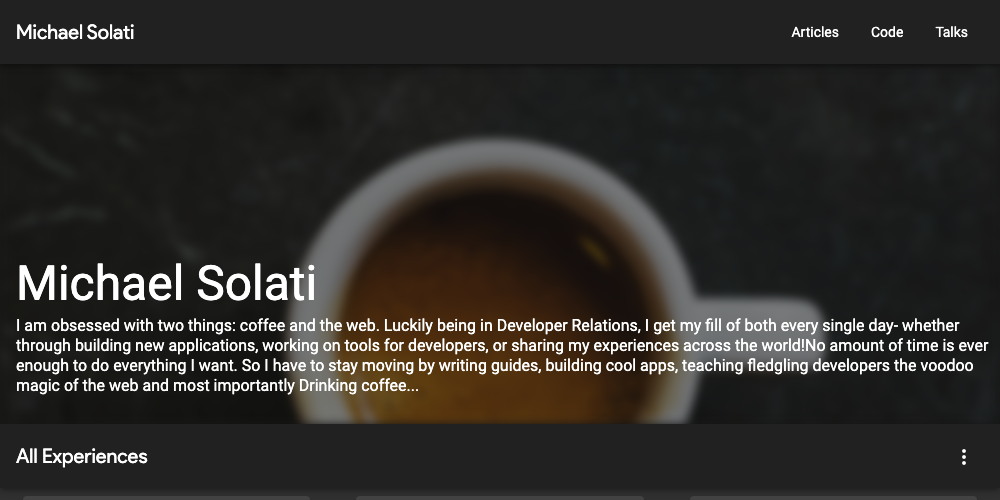 Michael Solati
Articles Code Talks
Michael Solati
I am obsessed with two things: coffee and the web. Luckily being in Developer Relations, I get my fill of both every single day- whether
through building new applications, working on tools for developers, or sharing my experiences across the world!No amount of time is ever
enough to do everything I want. So I have to stay moving by writing guides, building cool apps, teaching fledgling developers the voodoo
magic of the web and most importantly Drinking coffee...
All Experiences